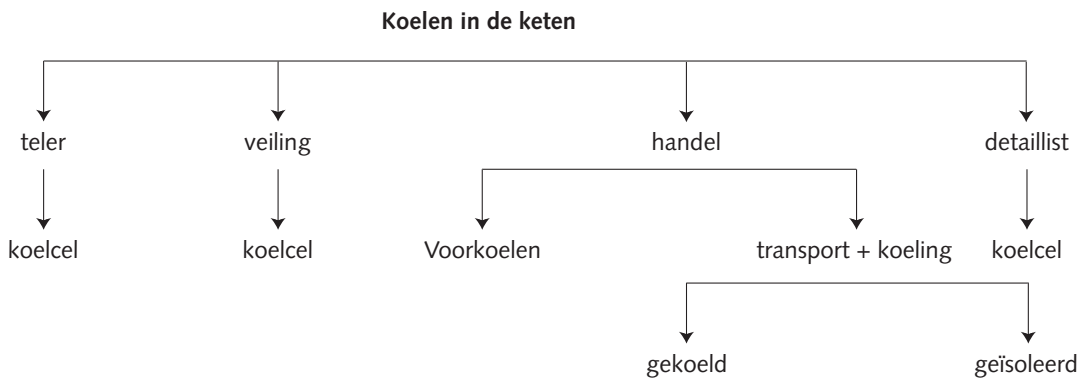 Koelen in de keten
teler veiling handel detaillist
koelcel koelcel Voorkoelen transport + koeling koelcel
gekoeld geïsoleerd